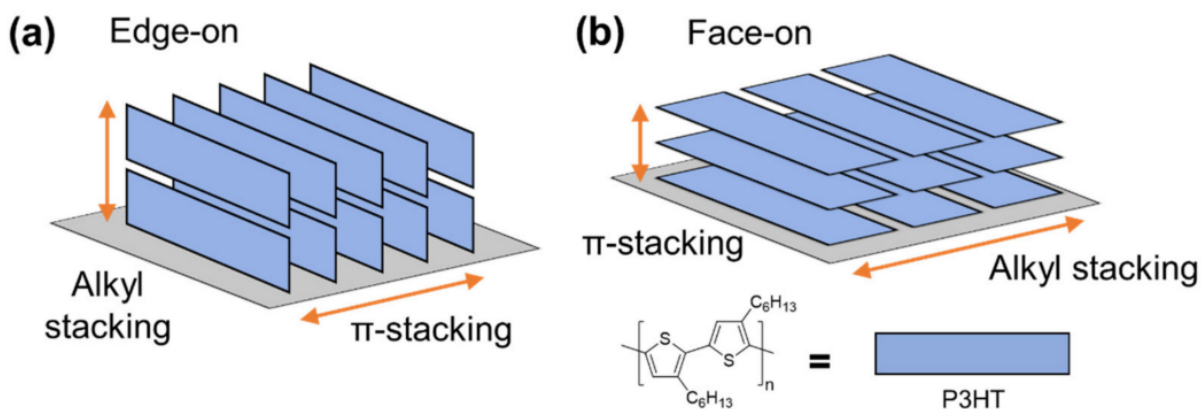 (a) Edge-on
Alkyl
stacking
π-stacking
(b) Face-on
π-stacking
Alkyl stacking
C₆H₁₃
S
S
n
C₆H₁₃
=
P3HT